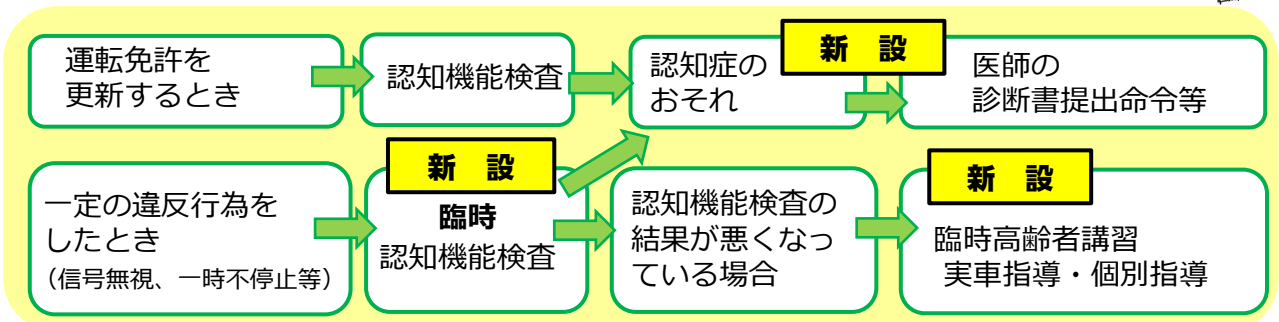 運転免許を
更新するとき
認知機能検査
認知症の
おそれ
新 設
医師の
診断書提出命令等
一定の違反行為を
したとき
（信号無視、一時不停止等）
新 設
臨時
認知機能検査
認知機能検査の
結果が悪くなっ
ている場合
新 設
臨時高齢者講習
実車指導・個別指導